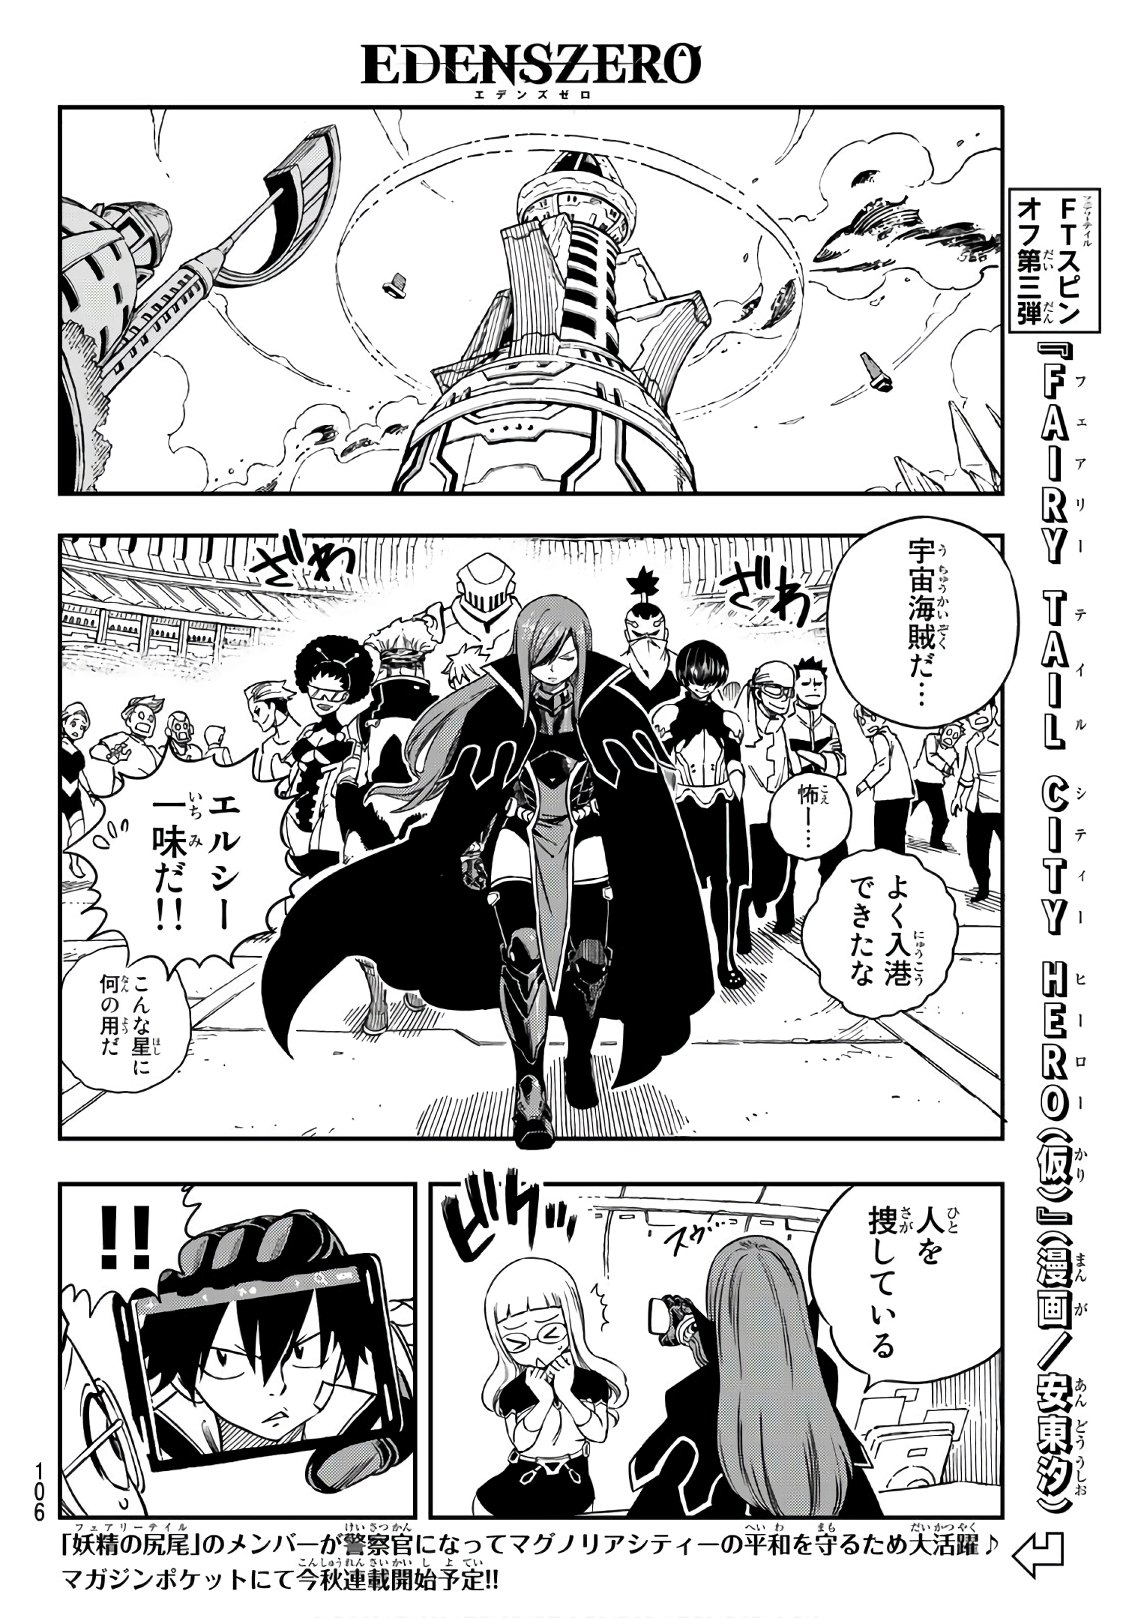 EDENSZERO
エデンズゼロ
FTスピン
オフ第三弾
『FAIRY TAIL CITY HERO(仮)』(漫画/安東汐)
宇宙海賊だ…
ざわ
ざわ
怖ー…
よく入港
できたな
エルシー
一味だ!!
こんな星に
何の用だ
人を
捜している
スッ…
ビクッ
!!
106
「妖精の尻尾」のメンバーが警察官になってマグノリアシティーの平和を守るため大活躍♪
マガジンポケットにて今秋連載開始予定!!